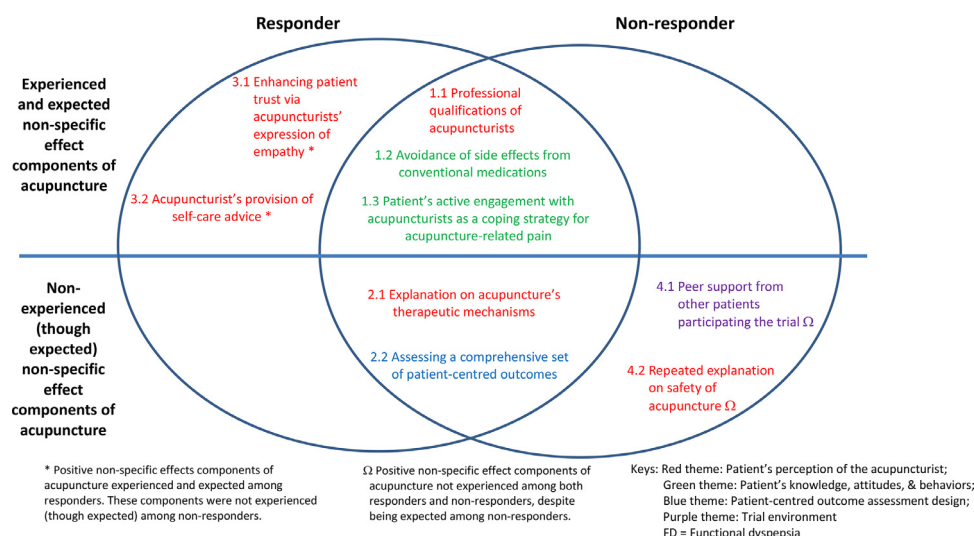 Responder
Non-responder
Experienced
and expected
non-specific
effect
components of
acupuncture
3.1 Enhancing patient
trust via
acupuncturists'
expression of
empathy *
3.2 Acupuncturist's provision of
self-care advice *
1.1 Professional
qualifications of
acupuncturists
1.2 Avoidance of side effects from
conventional medications
1.3 Patient's active engagement with
acupuncturists as a coping strategy for
acupuncture-related pain
Non-
experienced
(though
expected)
non-specific
effect
components of
acupuncture
2.1 Explanation on acupuncture's
therapeutic mechanisms
2.2 Assessing a comprehensive set
of patient-centred outcomes
4.1 Peer support from
other patients
participating the trial Ω
4.2 Repeated explanation
on safety of
acupuncture Ω
* Positive non-specific effects components of
acupuncture experienced and expected among
responders. These components were not experienced
(though expected) among non-responders.
Ω Positive non-specific effect components of
acupuncture not experienced among both
responders and non-responders, despite
being expected among non-responders.
Keys: Red theme: Patient's perception of the acupuncturist;
Green theme: Patient's knowledge, attitudes, & behaviors;
Blue theme: Patient-centred outcome assessment design;
Purple theme: Trial environment
FD = Functional dyspepsia